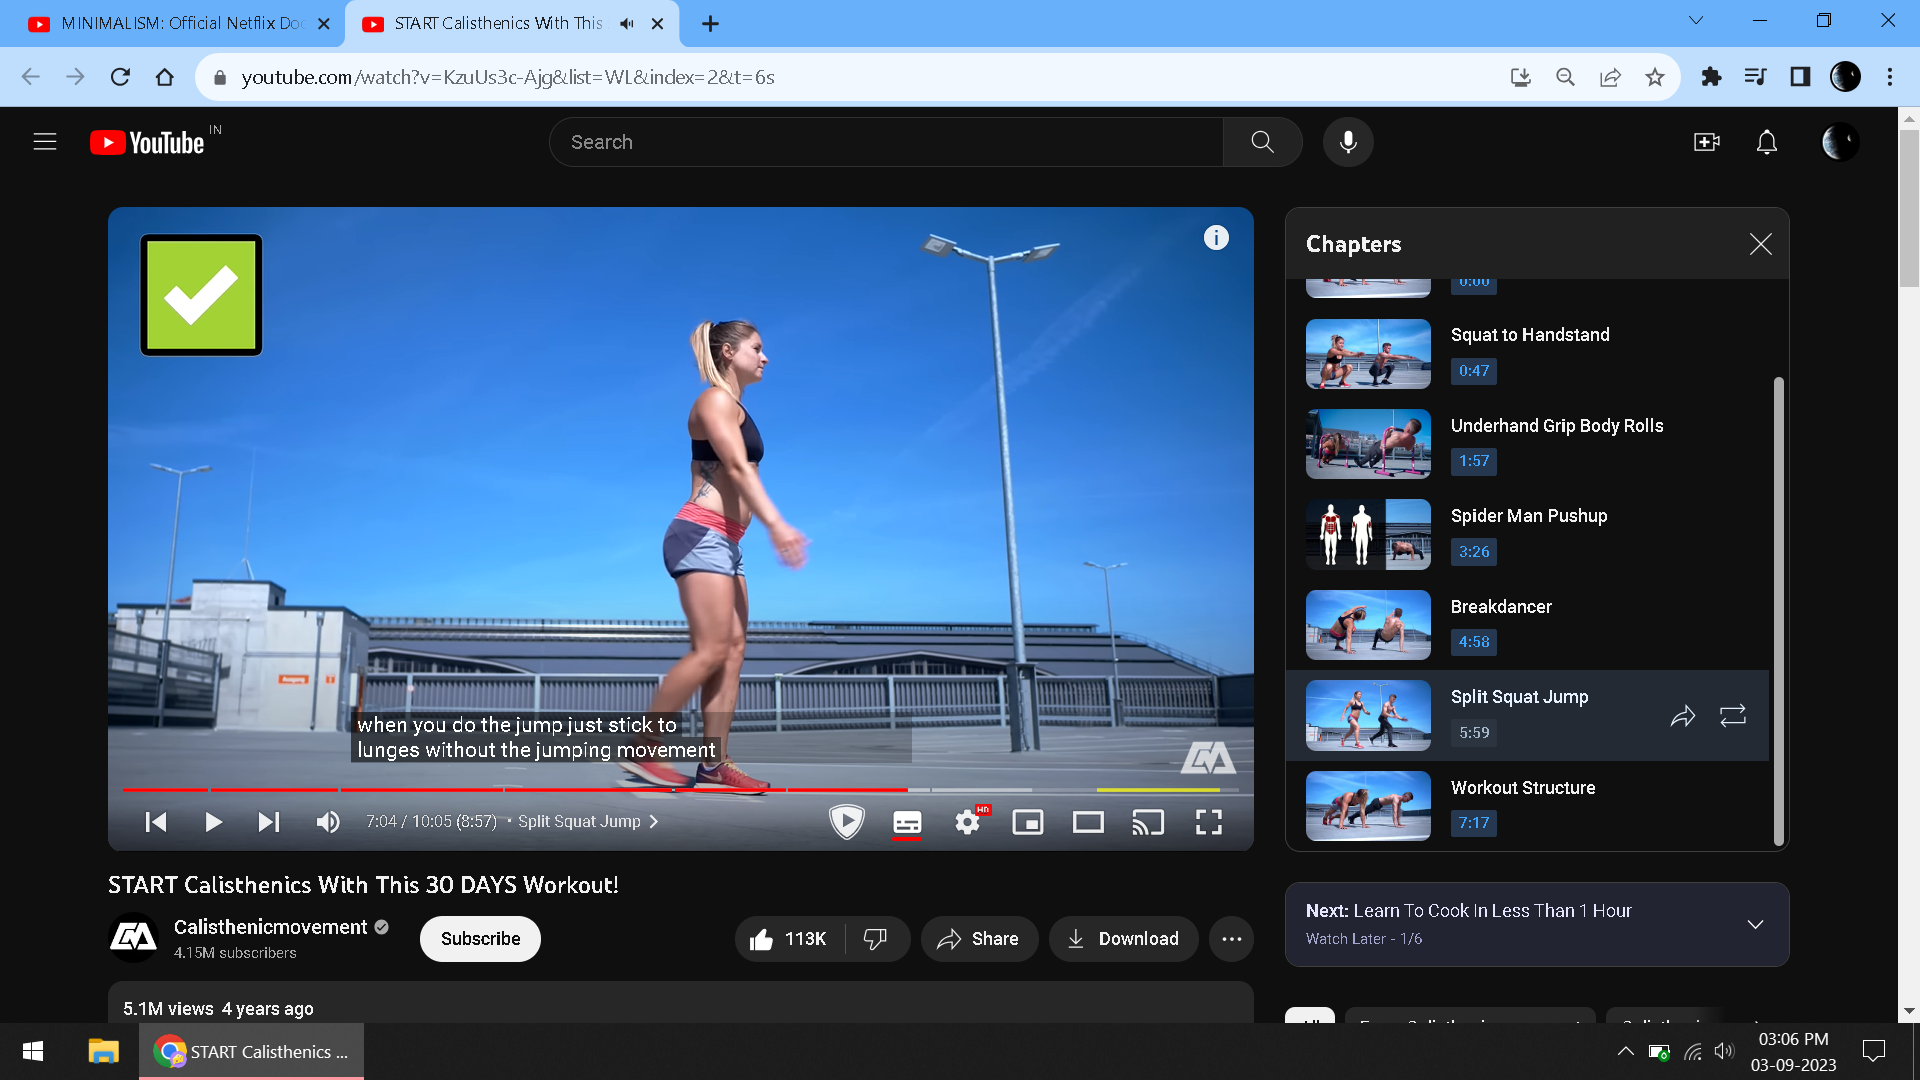 MINIMALISM: Official Netflix Do
START Calisthenics With This
youtube.com/watch?v=KzuUs3c-Ajg&list=WL&index=2&t=6s
YouTube IN
Search
Chapters
0:00
Squat to Handstand
0:47
Underhand Grip Body Rolls
1:57
Spider Man Pushup
3:26
Breakdancer
4:58
Split Squat Jump
5:59
Workout Structure
7:17
when you do the jump just stick to
lunges without the jumping movement
7:04 / 10:05 (8:57) • Split Squat Jump
HD
START Calisthenics With This 30 DAYS Workout!
Calisthenicmovement
4.15M subscribers
Subscribe
113K
Share
Download
Next: Learn To Cook In Less Than 1 Hour
Watch Later - 1/6
5.1M views 4 years ago
START Calisthenics ...
03:06 PM
03-09-2023